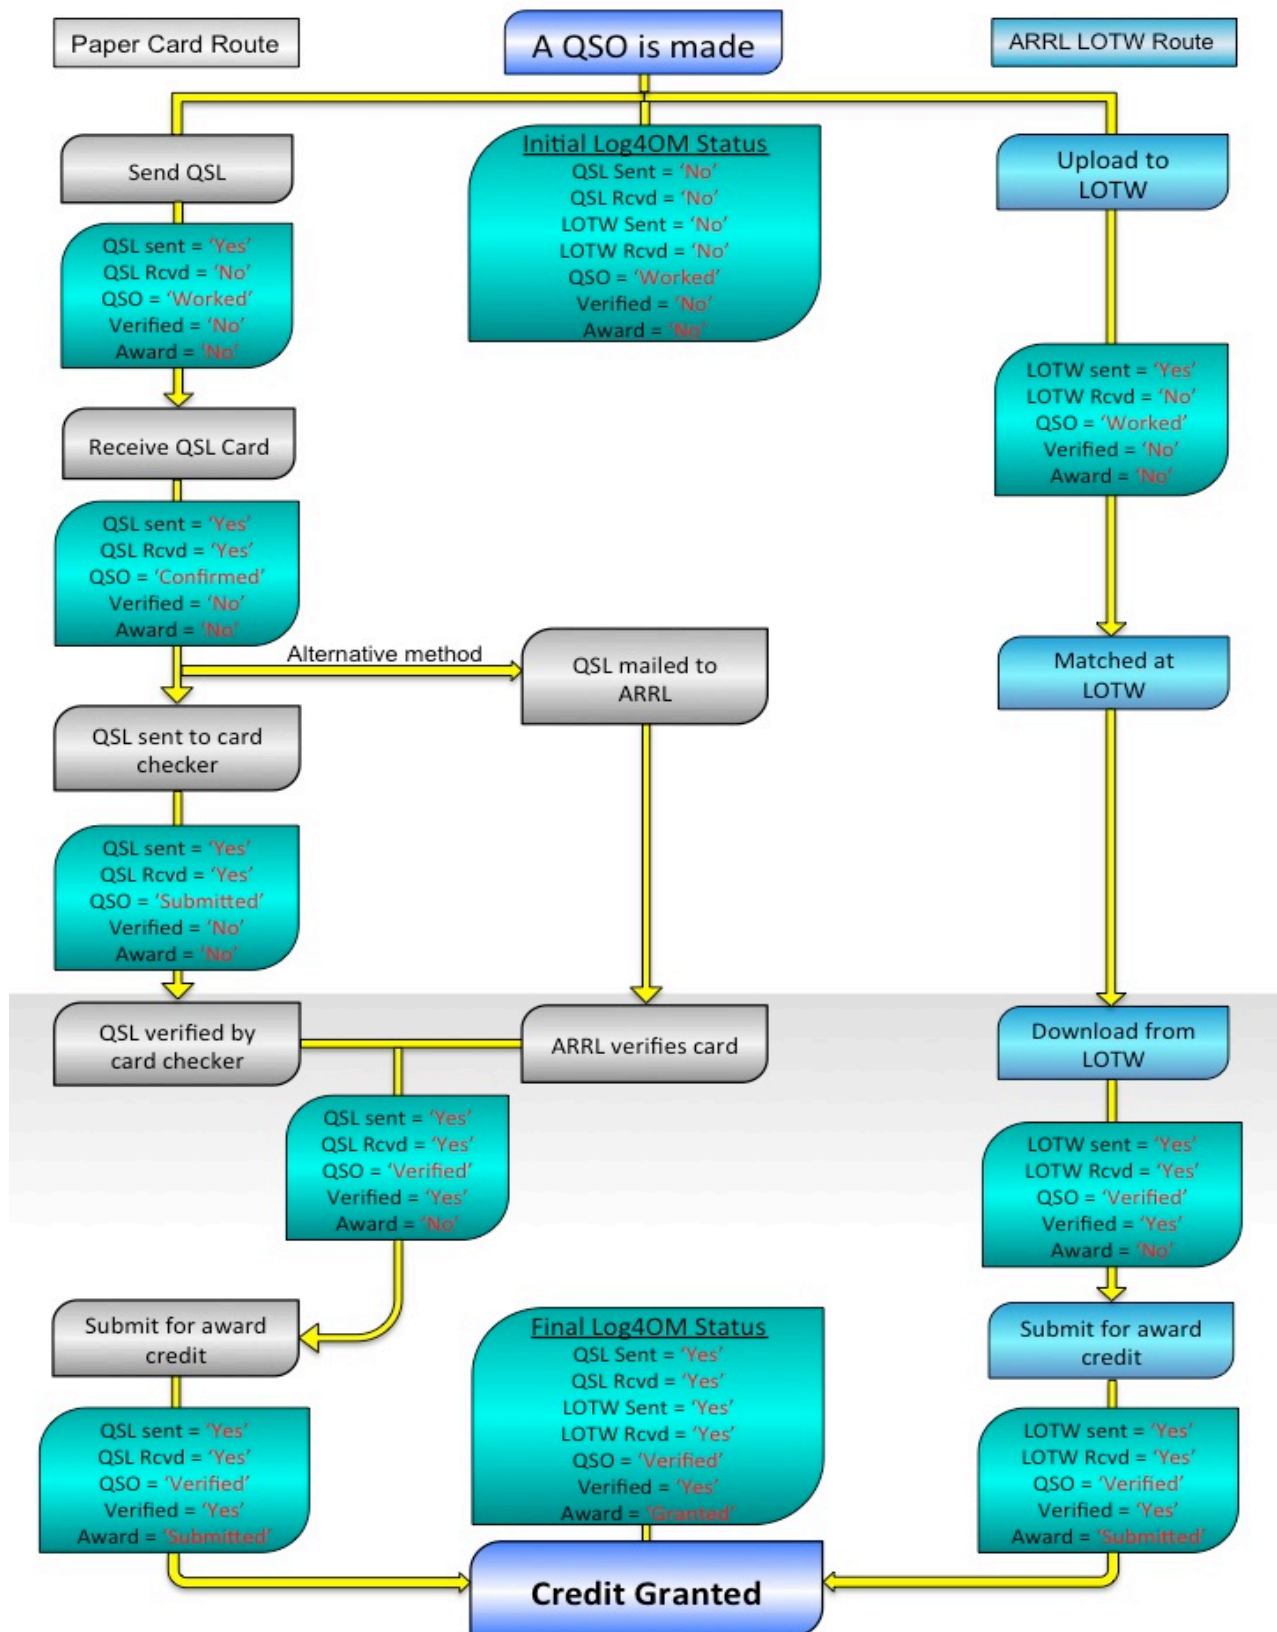 Paper Card Route
A QSO is made
ARRL LOTW Route
Send QSL
Initial Log4OM Status
QSL Sent = ‘No’
QSL Rcvd = ‘No’
LOTW Sent = ‘No’
LOTW Rcvd = ‘No’
QSO = ‘Worked’
Verified = ‘No’
Award = ‘No’
Upload to
LOTW
QSL sent = ‘Yes’
QSL Rcvd = ‘No’
QSO = ‘Worked’
Verified = ‘No’
Award = ‘No’
LOTW sent = ‘Yes’
LOTW Rcvd = ‘No’
QSO = ‘Worked’
Verified = ‘No’
Award = ‘No’
Receive QSL Card
QSL sent = ‘Yes’
QSL Rcvd = ‘Yes’
QSO = ‘Confirmed’
Verified = ‘No’
Award = ‘No’
Alternative method
QSL mailed to
ARRL
Matched at
LOTW
QSL sent to card
checker
QSL sent = ‘Yes’
QSL Rcvd = ‘Yes’
QSO = ‘Submitted’
Verified = ‘No’
Award = ‘No’
QSL verified by
card checker
ARRL verifies card
Download from
LOTW
QSL sent = ‘Yes’
QSL Rcvd = ‘Yes’
QSO = ‘Verified’
Verified = ‘Yes’
Award = ‘No’
LOTW sent = ‘Yes’
LOTW Rcvd = ‘Yes’
QSO = ‘Verified’
Verified = ‘Yes’
Award = ‘No’
Submit for award
credit
Final Log4OM Status
QSL Sent = ‘Yes’
QSL Rcvd = ‘Yes’
LOTW Sent = ‘Yes’
LOTW Rcvd = ‘Yes’
QSO = ‘Verified’
Verified = ‘Yes’
Award = ‘Granted’
Submit for award
credit
QSL sent = ‘Yes’
QSL Rcvd = ‘Yes’
QSO = ‘Verified’
Verified = ‘Yes’
Award = ‘Submitted’
LOTW sent = ‘Yes’
LOTW Rcvd = ‘Yes’
QSO = ‘Verified’
Verified = ‘Yes’
Award = ‘Submitted’
Credit Granted